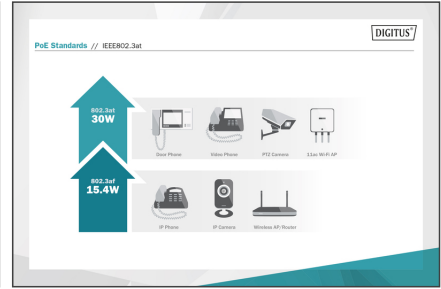 DIGITUS®
PoE Standards // IEEE802.3at
802.3at
30W
Door Phone
Video Phone
PTZ Camera
11ac Wi-Fi AP
802.3af
15.4W
IP Phone
IP Camera
Wireless AP/Router